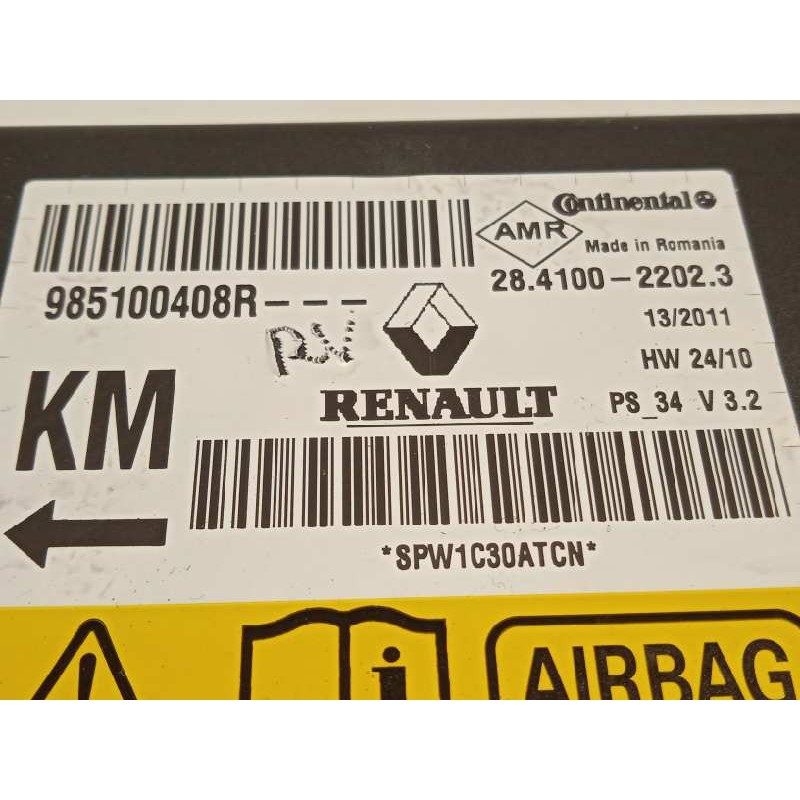 Continental
AMR
Made in Romania
985100408R---
28.4100-2202.3
13/2011
HW 24/10
KM
RENAULT
PS_34 V 3.2
*SPW1C30ATCN*
i
AIRBAG